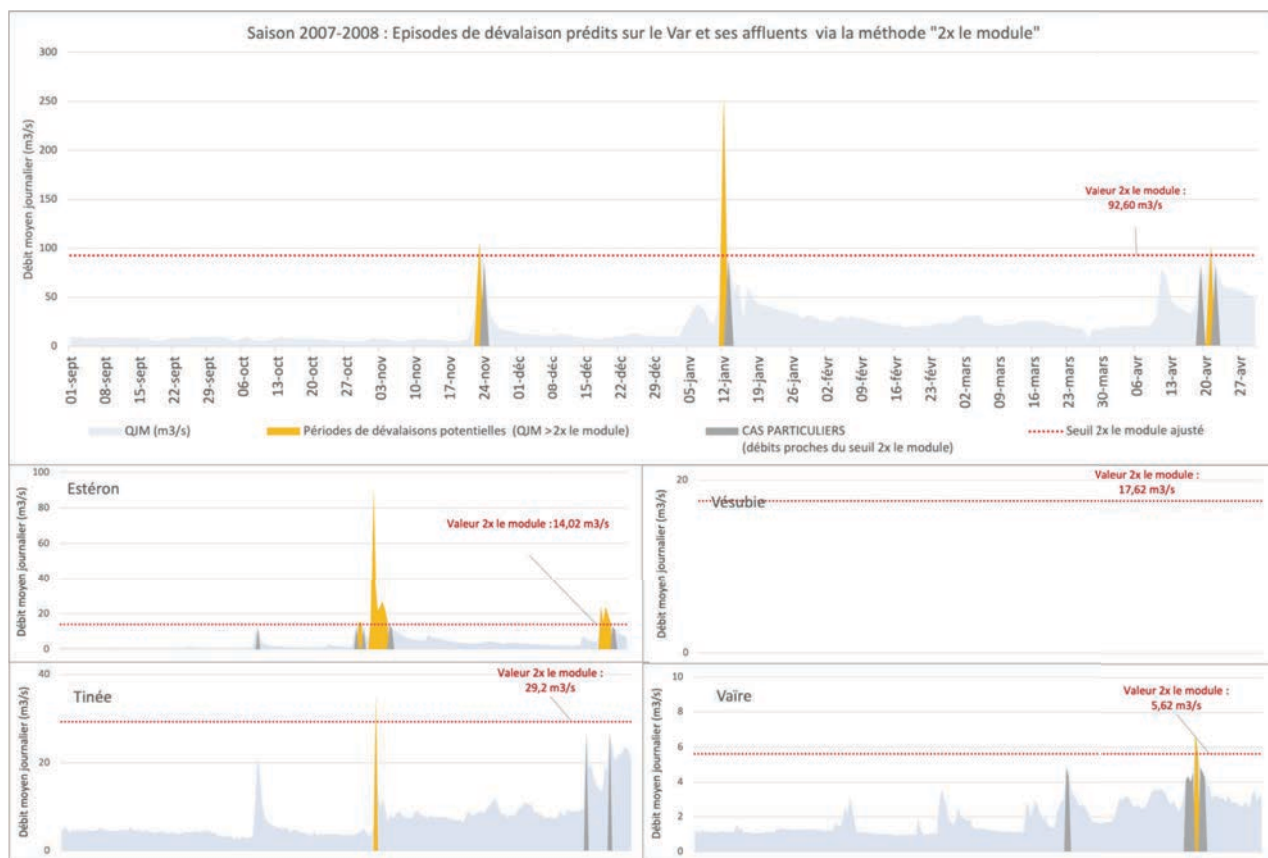 Saison 2007-2008 : Episodes de dévalaison prédits sur le Var et ses affluents via la méthode "2x le module"
Débit moyen journalier (m3/s)
300
250
200
150
100
50
0
Valeur 2x le module :
92,60 m3/s
01-sept
08-sept
15-sept
22-sept
29-sept
06-oct
13-oct
20-oct
27-oct
03-nov
10-nov
17-nov
24-nov
01-déc
08-déc
15-déc
22-déc
29-déc
05-janv
12-janv
19-janv
26-janv
02-févr
09-févr
16-févr
23-févr
02-mars
09-mars
16-mars
23-mars
30-mars
06-avr
13-avr
20-avr
27-avr
QJM (m3/s)
Périodes de dévalaisons potentielles (QJM >2x le module)
CAS PARTICULIERS
(débits proches du seuil 2x le module)
Seuil 2x le module ajusté
Estéron
Débit moyen journalier (m3/s)
100
80
60
40
20
0
Valeur 2x le module :14,02 m3/s
Vésubie
Débit moyen journalier (m3/s)
20
0
Valeur 2x le module :
17,62 m3/s
Tinée
Débit moyen journalier (m3/s)
40
20
0
Valeur 2x le module :
29,2 m3/s
Vaïre
Débit moyen journalier (m3/s)
10
8
6
4
2
0
Valeur 2x le module :
5,62 m3/s